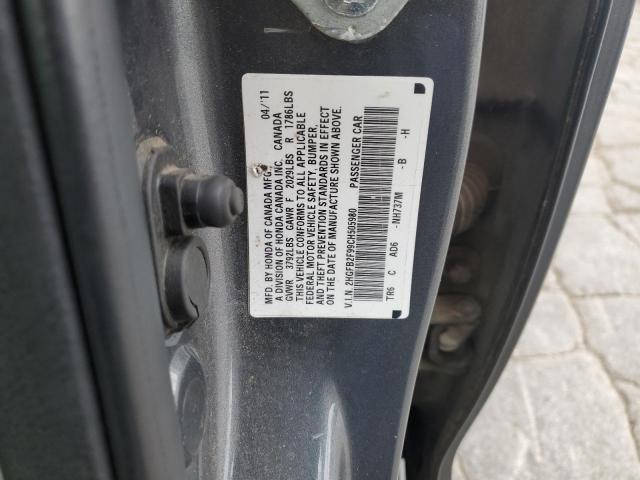 MFD. BY HONDA OF CANADA MFG. 04/'11
A DIVISION OF HONDA CANADA INC. CANADA
GVWR 3792LBS GAWR F 2029LBS R 1786LBS
THIS VEHICLE CONFORMS TO ALL APPLICABLE
FEDERAL MOTOR VEHICLE SAFETY, BUMPER,
AND THEFT PREVENTION STANDARDS IN EFFECT
ON THE DATE OF MANUFACTURE SHOWN ABOVE.
V.I.N. 2HGFB2F99CH505980 PASSENGER CAR
TR6 C AD6 -NH737M -B -H